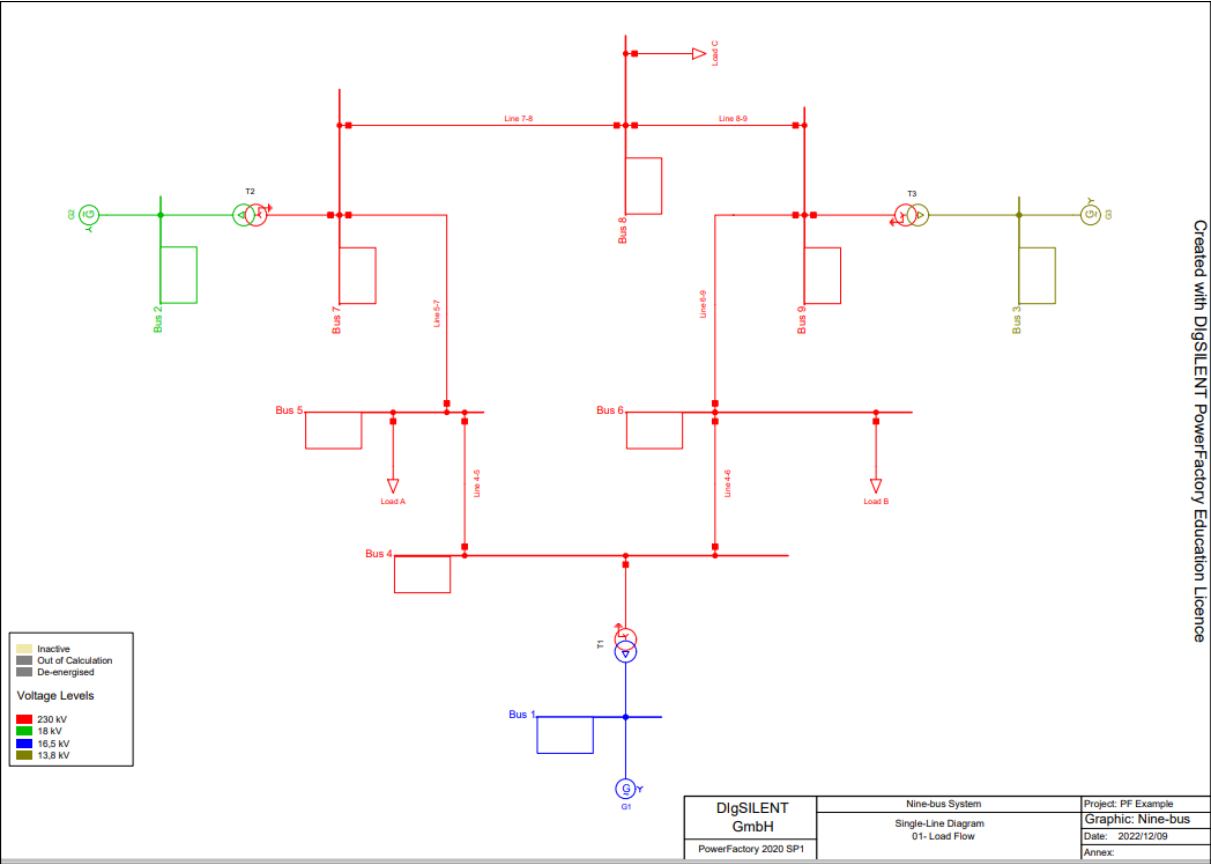 Load C
Line 7-8
Line 8-9
T2
T3
G2
G
G
G3
Bus 8
Bus 2
Bus 7
Line 5-7
Line 6-9
Bus 9
Bus 3
Bus 5
Bus 6
Load A
Line 4-5
Line 4-6
Load B
Bus 4
T1
Bus 1
G
G1
Inactive
Out of Calculation
De-energised
Voltage Levels
230 kV
18 kV
16,5 kV
13,8 kV
DIgSILENT
GmbH
PowerFactory 2020 SP1
Nine-bus System
Single-Line Diagram
01- Load Flow
Project: PF Example
Graphic: Nine-bus
Date: 2022/12/09
Annex:
Created with DIgSILENT PowerFactory Education Licence